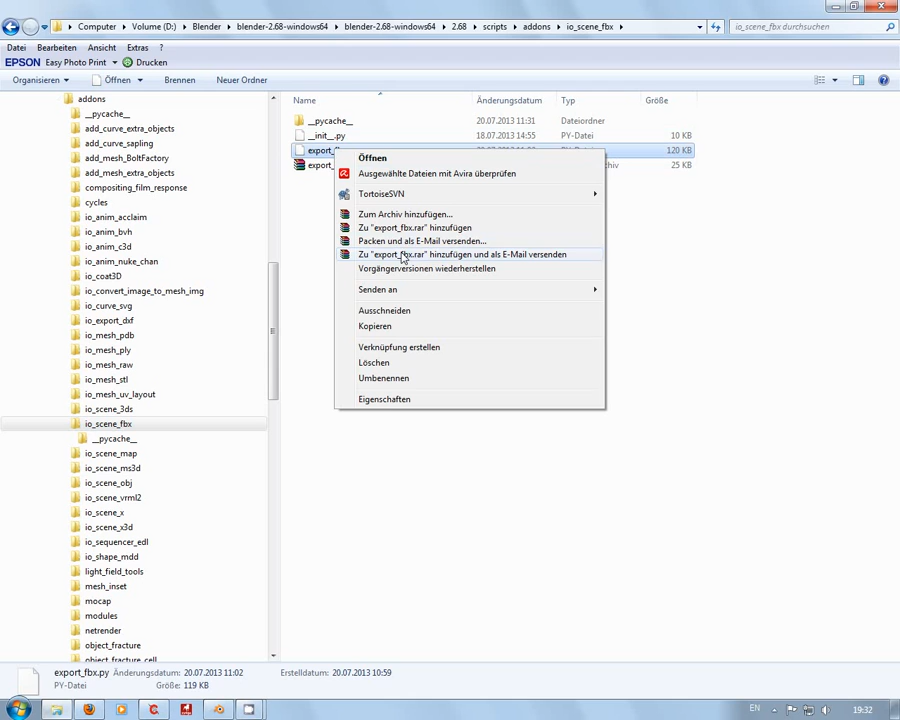 Computer ▸ Volume (D:) ▸ Blender ▸ blender-2.68-windows64 ▸ blender-2.68-windows64 ▸ 2.68 ▸ scripts ▸ addons ▸ io_scene_fbx ▸
io_scene_fbx durchsuchen
Datei Bearbeiten Ansicht Extras ?
EPSON Easy Photo Print Drucken
Organisieren Öffnen Brennen Neuer Ordner
Name Änderungsdatum Typ Größe
__pycache__ 20.07.2013 11:31 Dateiordner
__init__.py 18.07.2013 14:55 PY-Datei 10 KB
120 KB
25 KB
Öffnen
Ausgewählte Dateien mit Avira überprüfen
TortoiseSVN
Zum Archiv hinzufügen...
Zu "export_fbx.rar" hinzufügen
Packen und als E-Mail versenden...
Zu "export_fbx.rar" hinzufügen und als E-Mail versenden
Vorgängerversionen wiederherstellen
Senden an
Ausschneiden
Kopieren
Verknüpfung erstellen
Löschen
Umbenennen
Eigenschaften
addons
__pycache__
add_curve_extra_objects
add_curve_sapling
add_mesh_BoltFactory
add_mesh_extra_objects
compositing_film_response
cycles
io_anim_acclaim
io_anim_bvh
io_anim_c3d
io_anim_nuke_chan
io_coat3D
io_convert_image_to_mesh_img
io_curve_svg
io_export_dxf
io_mesh_pdb
io_mesh_ply
io_mesh_raw
io_mesh_stl
io_mesh_uv_layout
io_scene_3ds
io_scene_fbx
__pycache__
io_scene_map
io_scene_ms3d
io_scene_obj
io_scene_vrml2
io_scene_x
io_scene_x3d
io_sequencer_edl
io_shape_mdd
light_field_tools
mesh_inset
mocap
modules
netrender
object_fracture
object_fracture_cell
export_fbx.py Änderungsdatum: 20.07.2013 11:02 Erstelldatum: 20.07.2013 10:59
PY-Datei Größe: 119 KB
EN 19:32